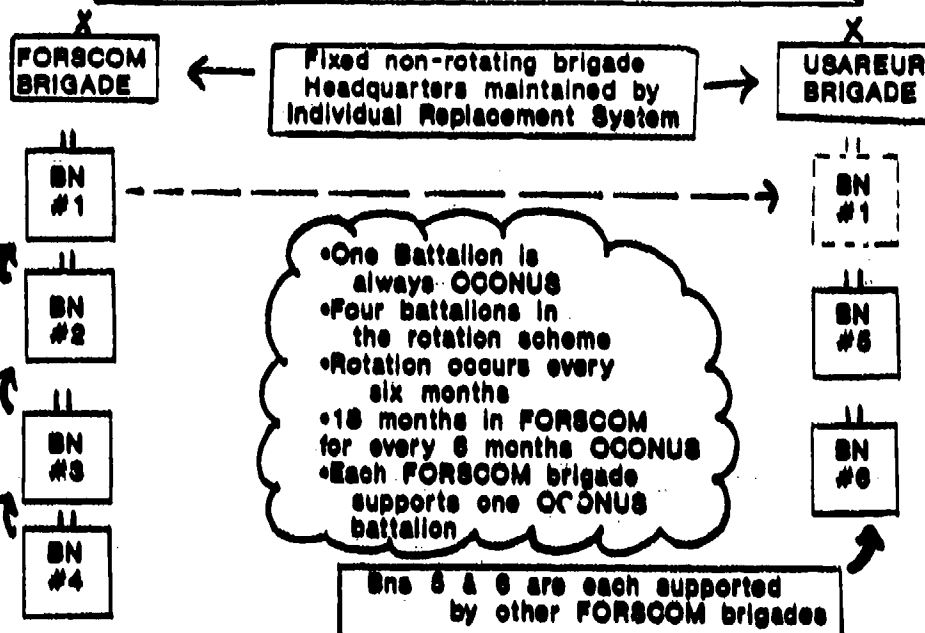 X
FORSCOM
BRIGADE
Fixed non-rotating brigade
Headquarters maintained by
Individual Replacement System
X
USAREUR
BRIGADE
BN
#1
BN
#1
BN
#2
BN
#3
BN
#4
•One Battalion is
always OCONUS
•Four battalions in
the rotation scheme
•Rotation occurs every
six months
•18 months in FORSCOM
for every 6 months OCONUS
•Each FORSCOM brigade
supports one OCONUS
battalion
BN
#5
BN
#6
Bns 5 & 6 are each supported
by other FORSCOM brigades